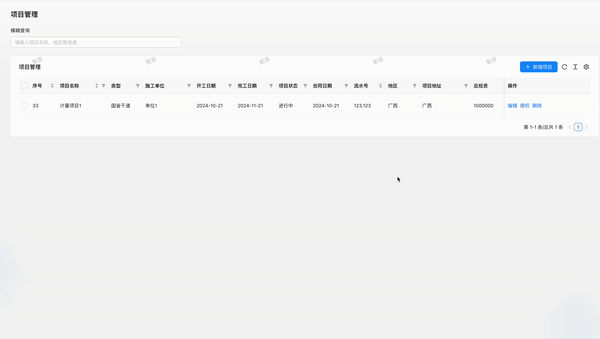 项目管理
模糊查询
请输入项目名称、地区等信息
项目管理
+ 新增项目
序号 项目名称 类型 施工单位 开工日期 完工日期 项目状态 合同日期 流水号 地区 项目地址 总投资 操作
33 计量项目1 国省干道 单位1 2024-10-21 2024-11-21 进行中 2024-10-21 123,123 广西 广西 1000000 编辑 授权 删除
第 1-1 条/总共 1 条 1